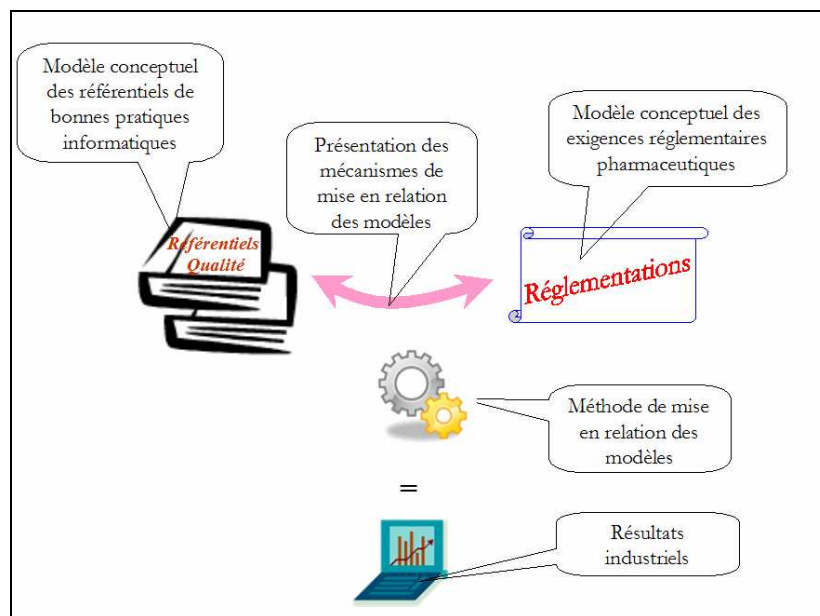 Modèle conceptuel
des référentiels de
bonnes pratiques
informatiques
Présentation des
mécanismes de
mise en relation
des modèles
Modèle conceptuel des
exigences réglementaires
pharmaceutiques
Référentiels
Qualité
Réglementations
Méthode de mise
en relation des
modèles
=
Résultats
industriels